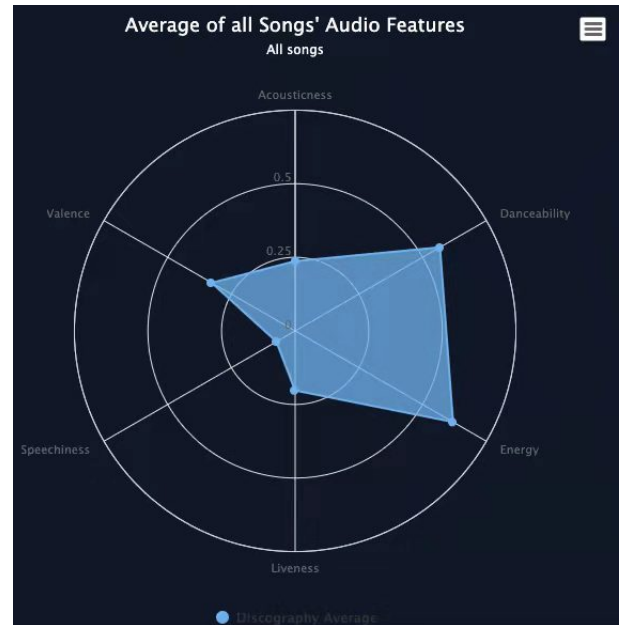 Average of all Songs' Audio Features
All songs
Acousticness
0.5
Valence
Danceability
0.25
0
Speechiness
Energy
Liveness
Discography Average